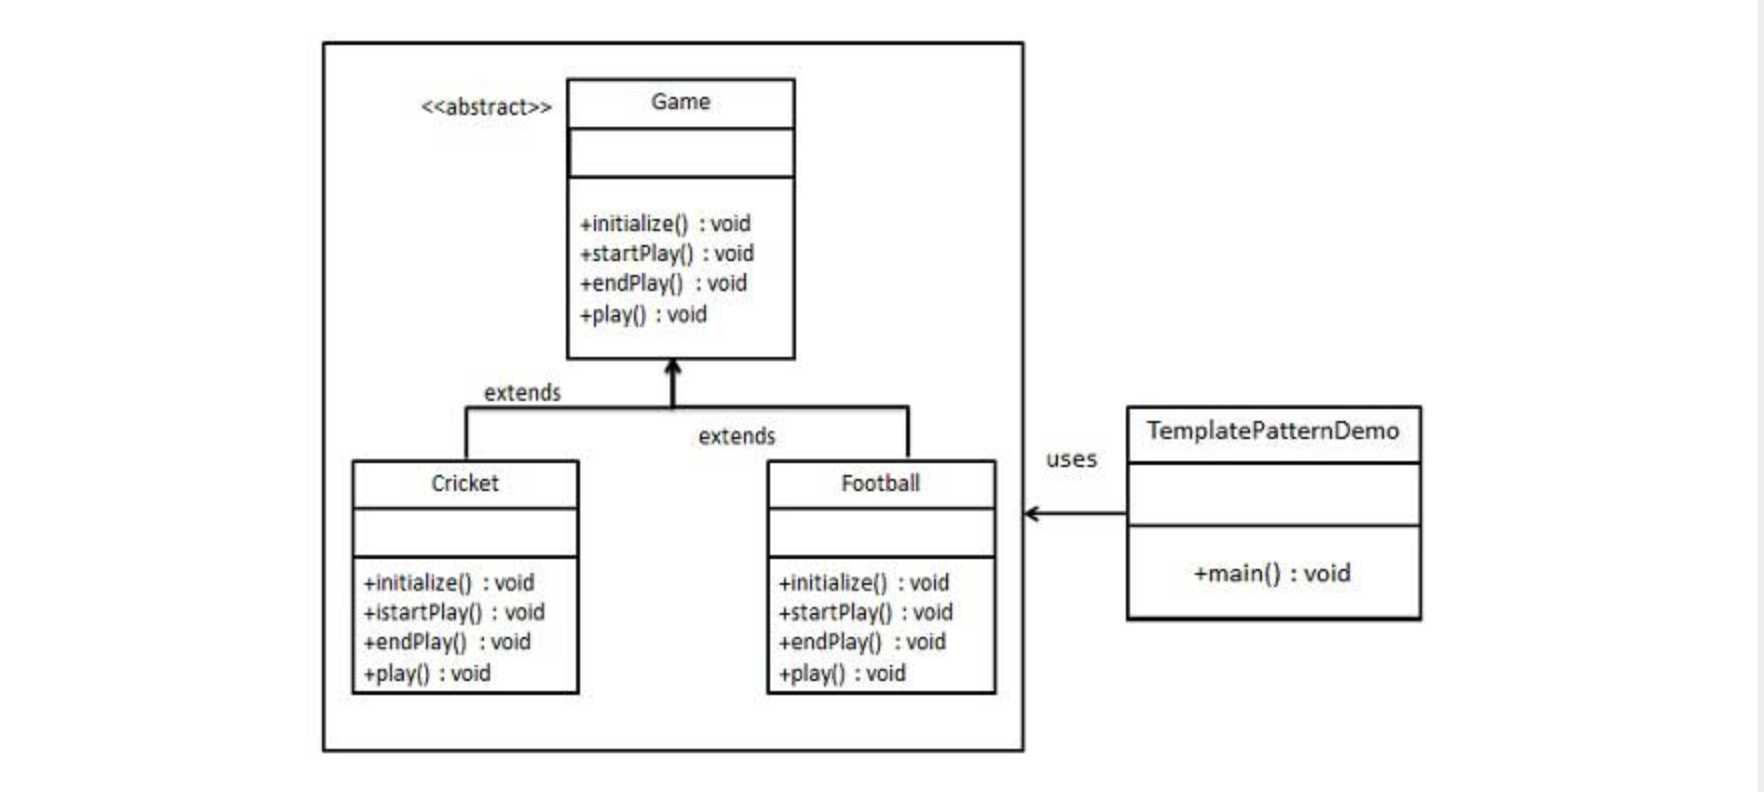 <<abstract>>
Game
+initialize() : void
+startPlay() : void
+endPlay() : void
+play() : void
extends
extends
Cricket
+initialize() : void
+istartPlay() : void
+endPlay() : void
+play() : void
Football
+initialize() : void
+startPlay() : void
+endPlay() : void
+play() : void
uses
TemplatePatternDemo
+main() : void